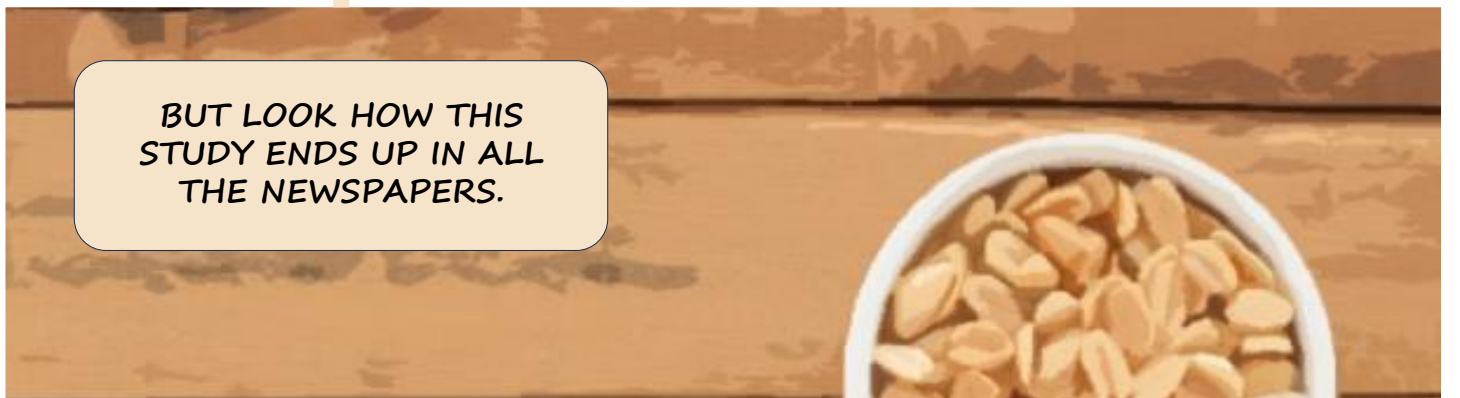 BUT LOOK HOW THIS
STUDY ENDS UP IN ALL
THE NEWSPAPERS.